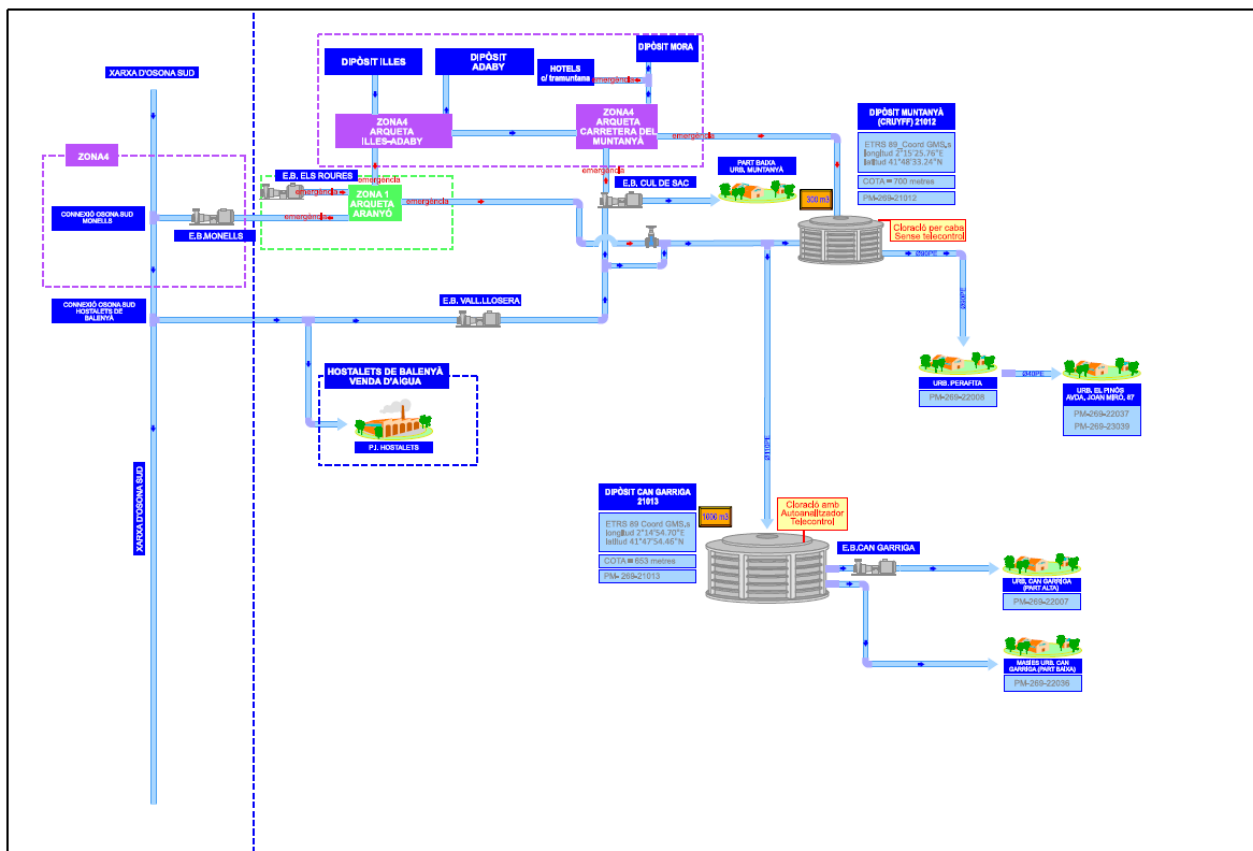 XARXA D'OSONA SUD
ZONA4
CONNEXIÓ OSONA SUD
MONELLS
E.B.MONELLS
CONNEXIÓ OSONA SUD
HOSTALETS DE
BALENYÀ
XARXA D'OSONA SUD
DIPÒSIT ILLES
DIPÒSIT
ADABY
DIPÒSIT MORA
HOTELS
c/ tramuntana
emergència
ZONA4
ARQUETA
ILLES-ADABY
ZONA4
ARQUETA
CARRETERA DEL
MUNTANYÀ
emergència
emergència
emergència
E.B. ELS ROURES
emergència
emergència
ZONA 1
ARQUETA
ARANYÓ
emergència
E.B. CUL DE SAC
PART BAIXA
URB, MUNTANYÀ
300 m3
DIPÒSIT MUNTANYÀ
(CRUYFF) 21012
ETRS 89_Coord GMS,s
longitud 2°15'25.76"E
latitud 41°48'33.24"N
COTA = 700 metres
PM-269-21012
Cloració per caba
Sense telecontrol
Ø90PE
Ø90PE
E.B. VALL.LLOSERA
HOSTALETS DE BALENYÀ
VENDA D'AIGUA
P.I. HOSTALETS
Ø110PE
URB. PERAFITA
PM-269-22008
Ø40PE
URB. EL PINÓS
AVDA, JOAN MIRÓ, 87
PM-269-22037
PM-269-23039
DIPÒSIT CAN GARRIGA
21013
ETRS 89 Coord GMS,s
longitud 2°14'54.70"E
latitud 41°47'54.46"N
COTA = 653 metres
PM- 269-21013
1000 m3
Cloració amb
Autoanalitzador
Telecontrol
E.B.CAN GARRIGA
URB. CAN GARRIGA
(PART ALTA)
PM-269-22007
MASIES URB. CAN
GARRIGA (PART BAIXA)
PM-269-22036